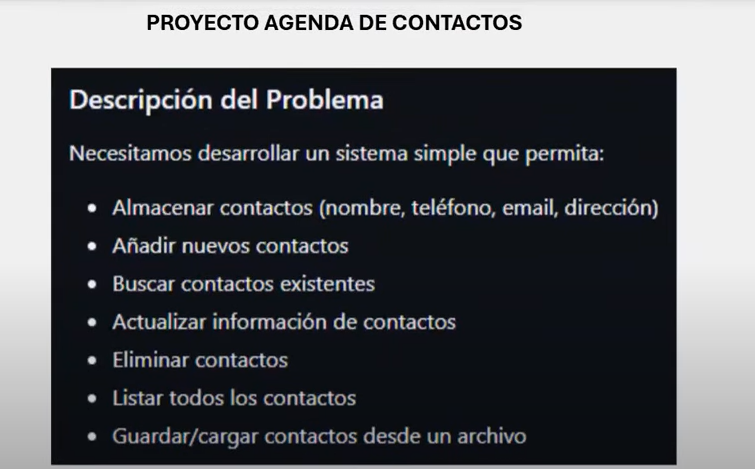 PROYECTO AGENDA DE CONTACTOS
Descripción del Problema
Necesitamos desarrollar un sistema simple que permita:
• Almacenar contactos (nombre, teléfono, email, dirección)
• Añadir nuevos contactos
• Buscar contactos existentes
• Actualizar información de contactos
• Eliminar contactos
• Listar todos los contactos
• Guardar/cargar contactos desde un archivo